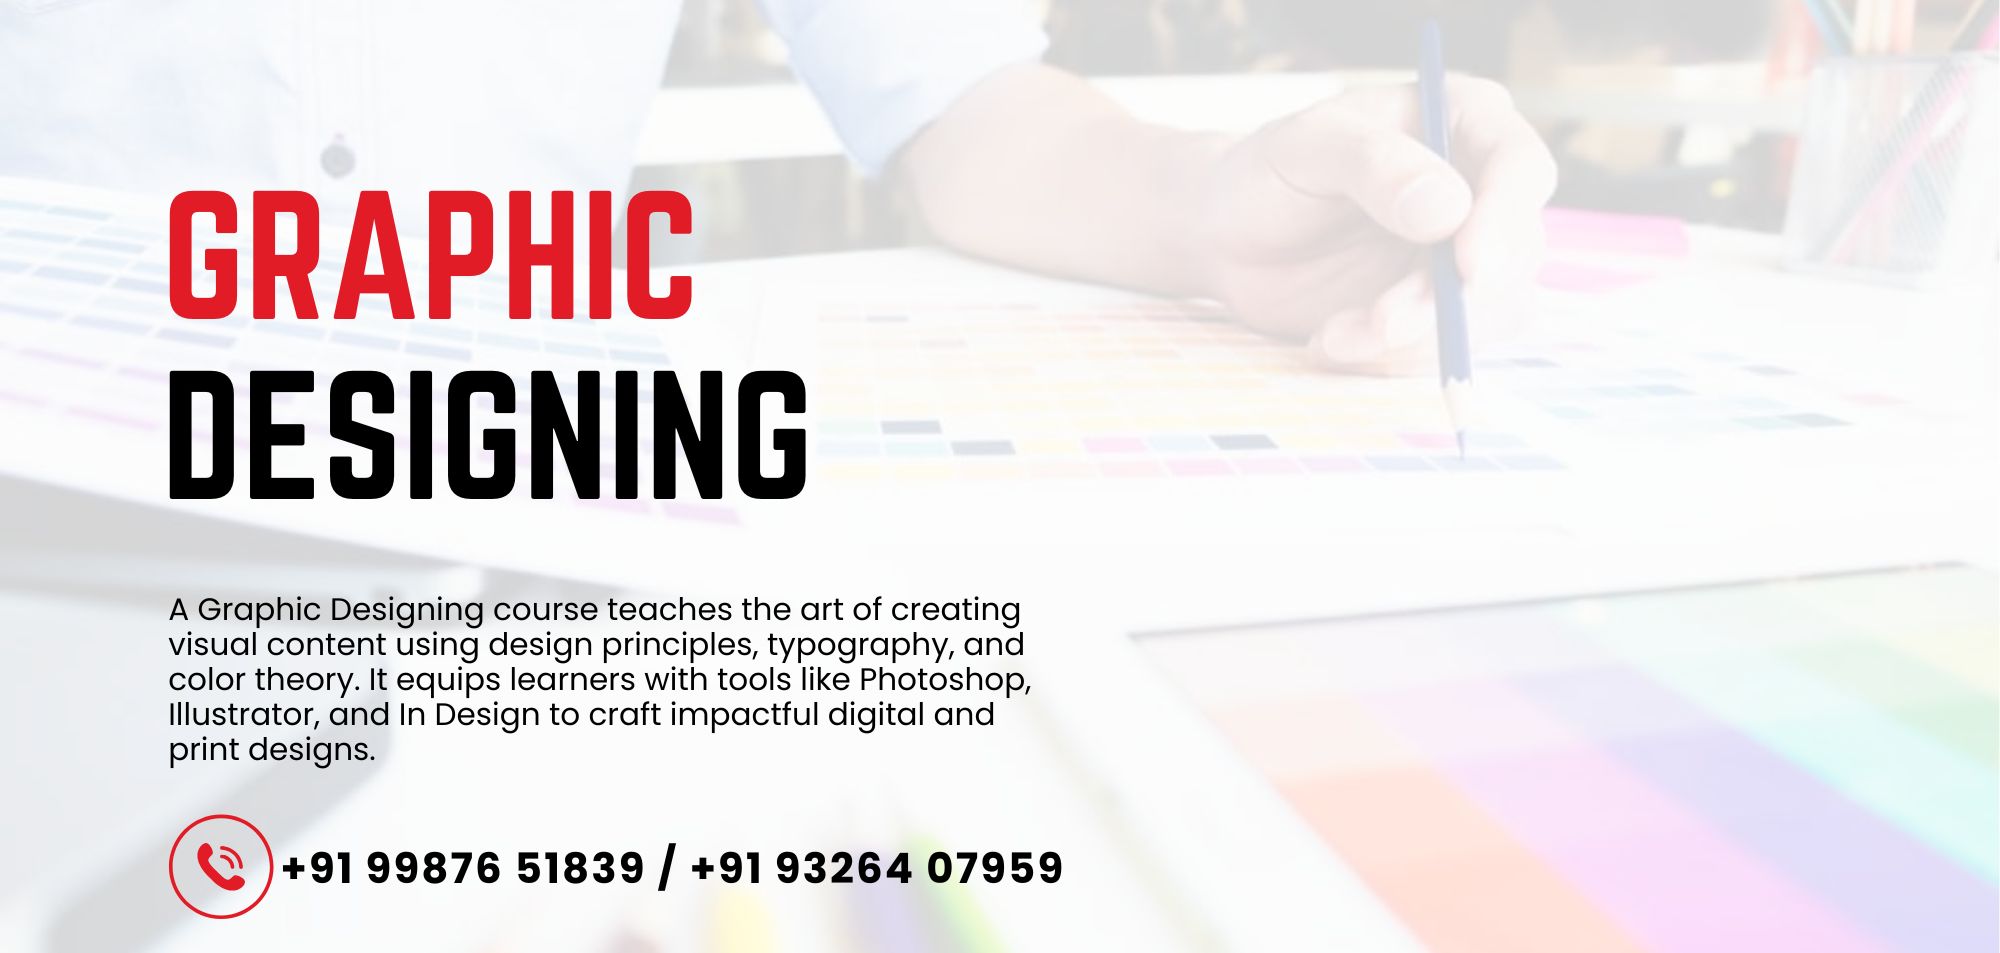 GRAPHIC
DESIGNING
A Graphic Designing course teaches the art of creating
visual content using design principles, typography, and
color theory. It equips learners with tools like Photoshop,
Illustrator, and In Design to craft impactful digital and
print designs.
+91 99876 51839 / +91 93264 07959